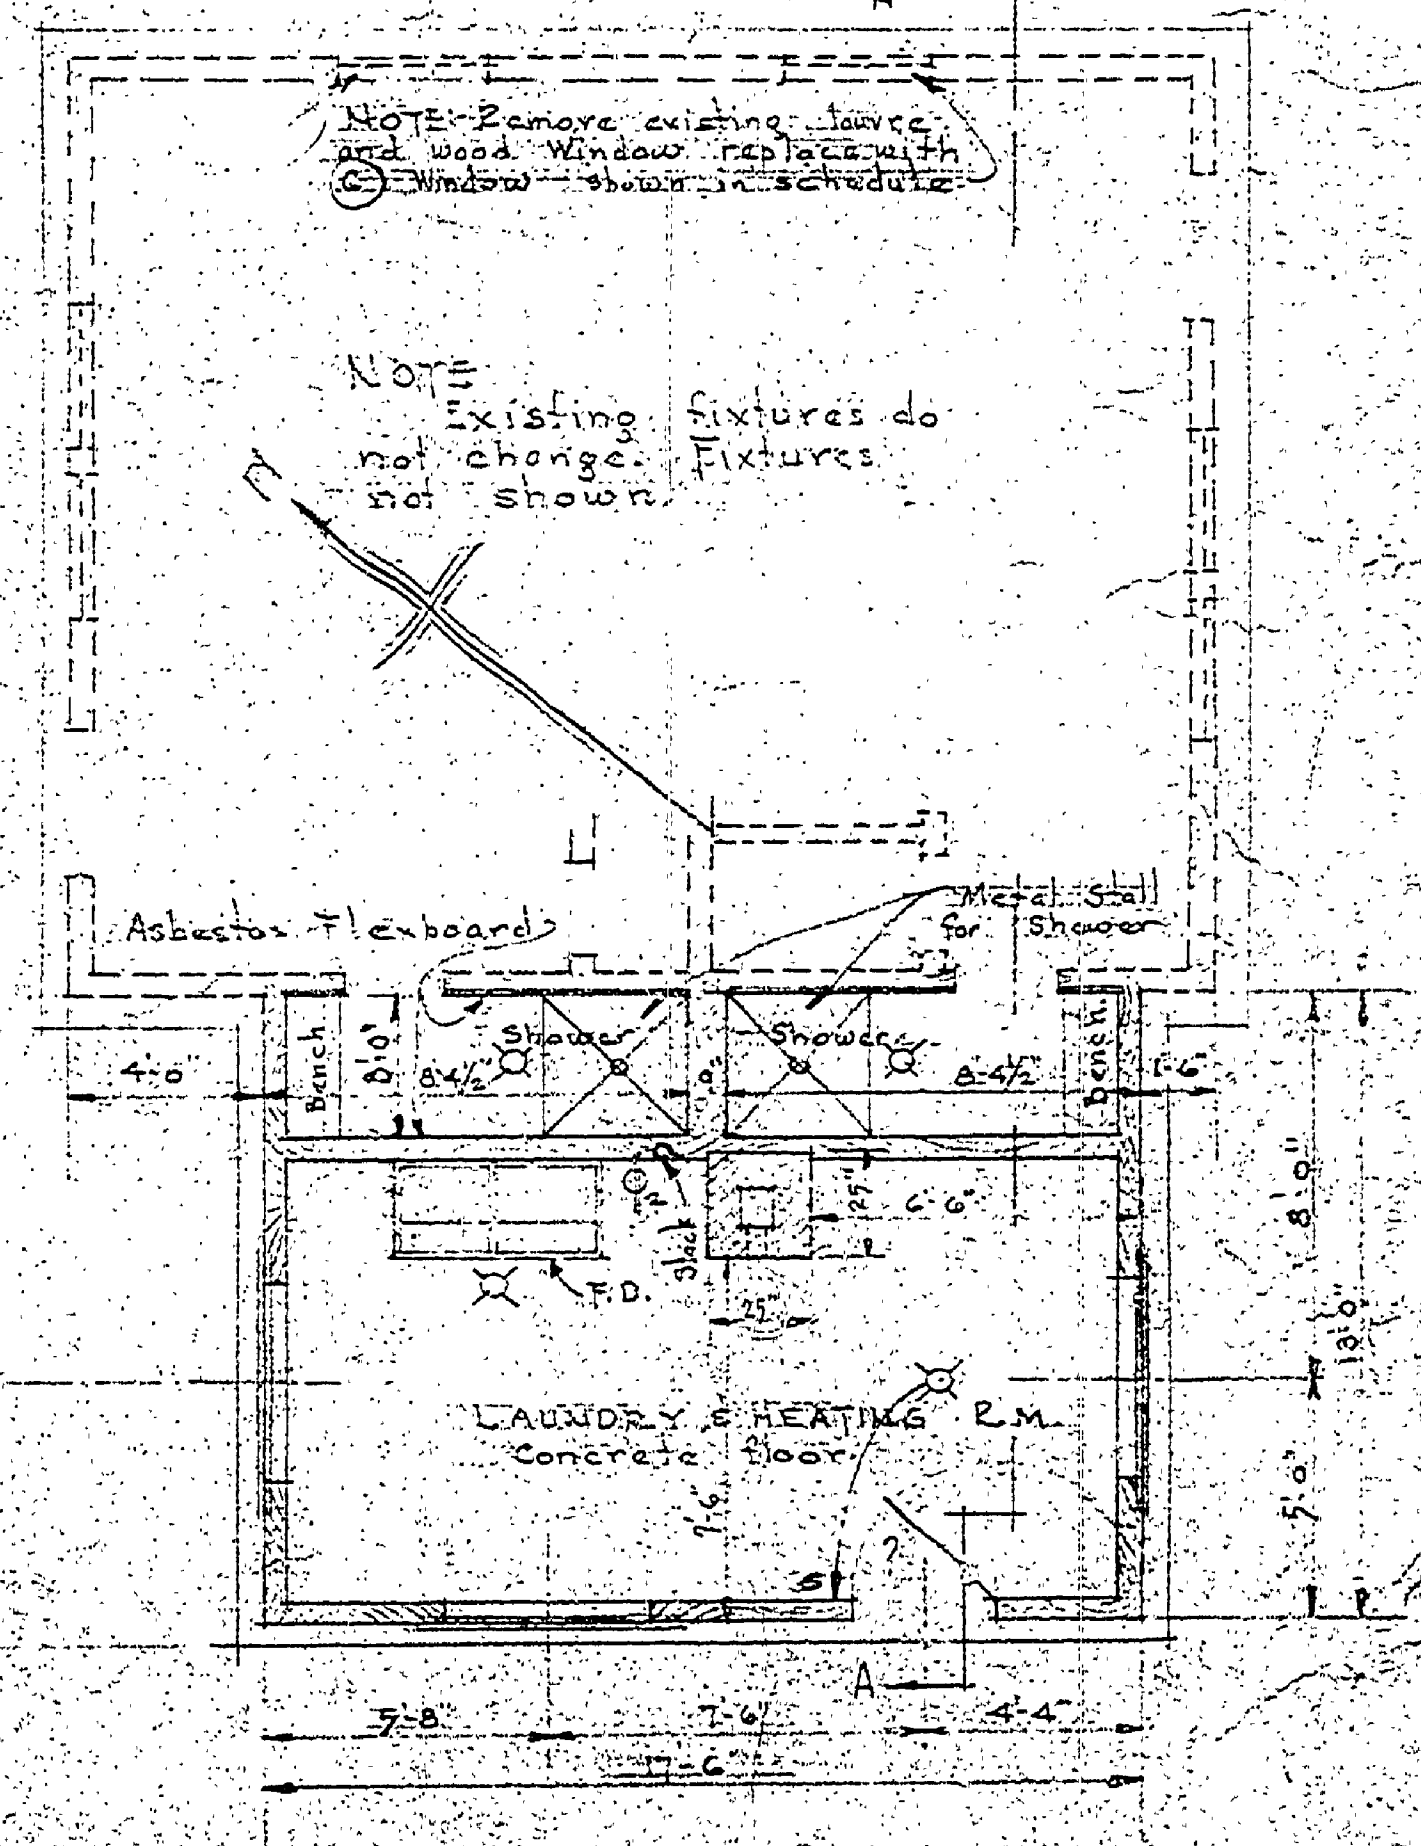 A
NOTE:- Remove existing louvre
and wood Window replace with
C Window shown in schedule
NOTE
Existing fixtures do
not change. Fixtures
not shown.
Metal Stall
for Shower
Asbestos Flexboard
Bench
8'-0"
Shower
Shower
Bench
4'-0"
8'-4½"
8'-4½"
1'-6"
25"
6'-6"
8'-0"
Stack
F.D.
25"
13'-0"
LAUNDRY & HEATING RM.
Concrete floor.
7'-6"
5'-0"
?
S
A
5'-8"
7'-6"
4'-4"
17'-6"